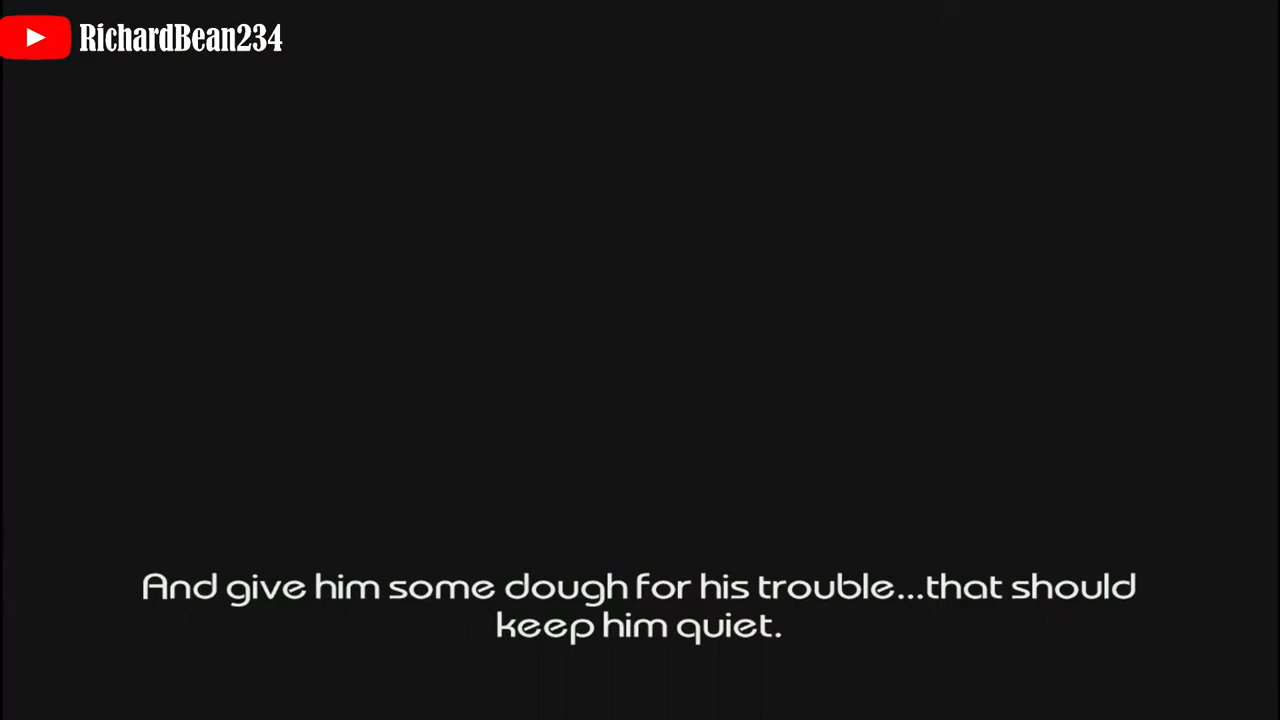 RichardBean234
And give him some dough for his trouble...that should
keep him quiet.